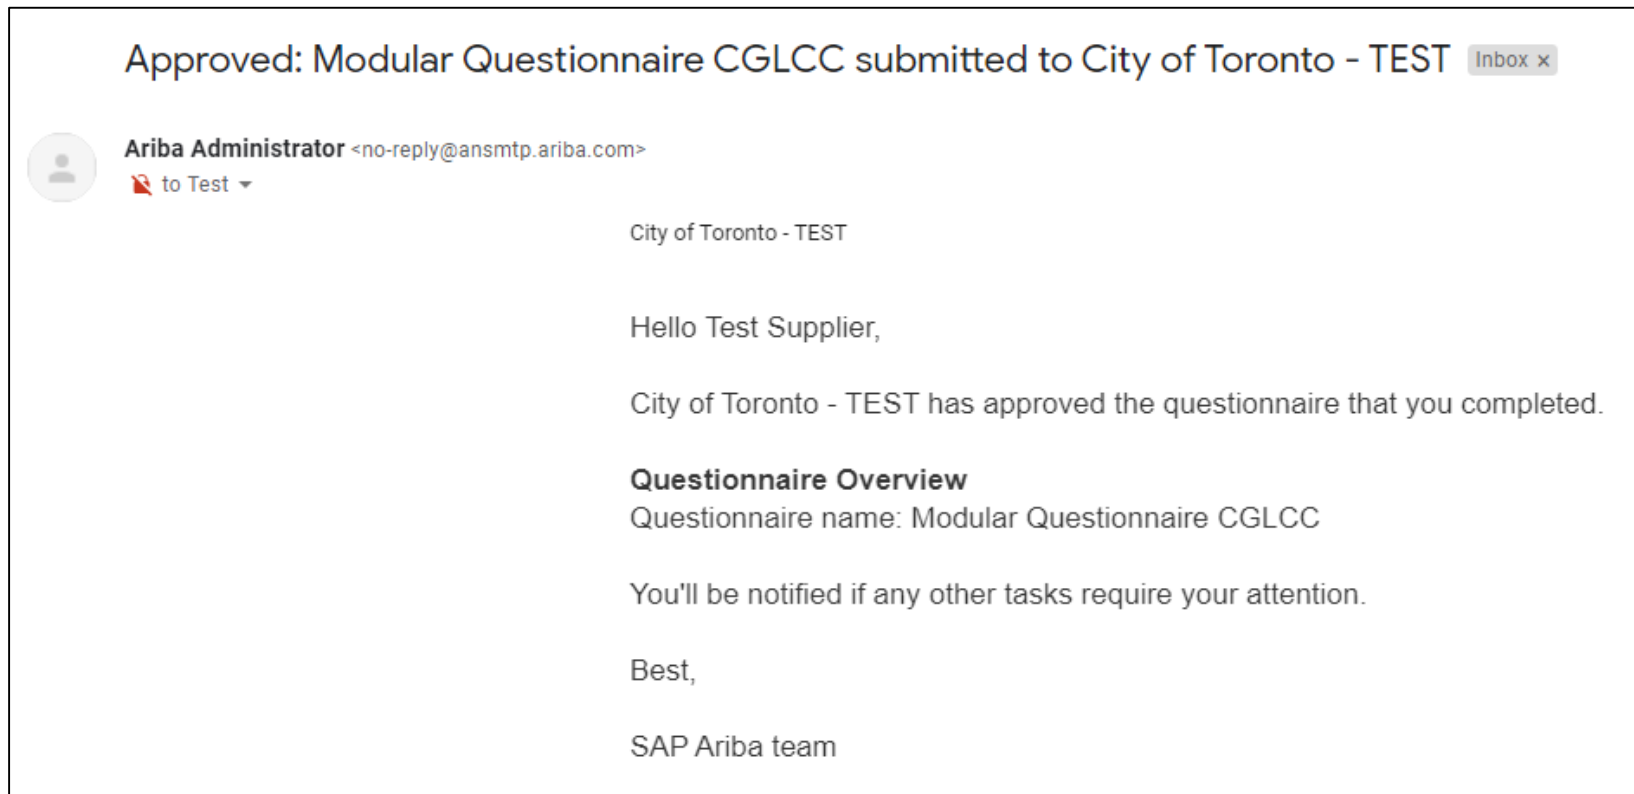 Approved: Modular Questionnaire CGLCC submitted to City of Toronto - TEST Inbox ×
Ariba Administrator <no-reply@ansmtp.ariba.com>
to Test
City of Toronto - TEST
Hello Test Supplier,
City of Toronto - TEST has approved the questionnaire that you completed.
Questionnaire Overview
Questionnaire name: Modular Questionnaire CGLCC
You'll be notified if any other tasks require your attention.
Best,
SAP Ariba team